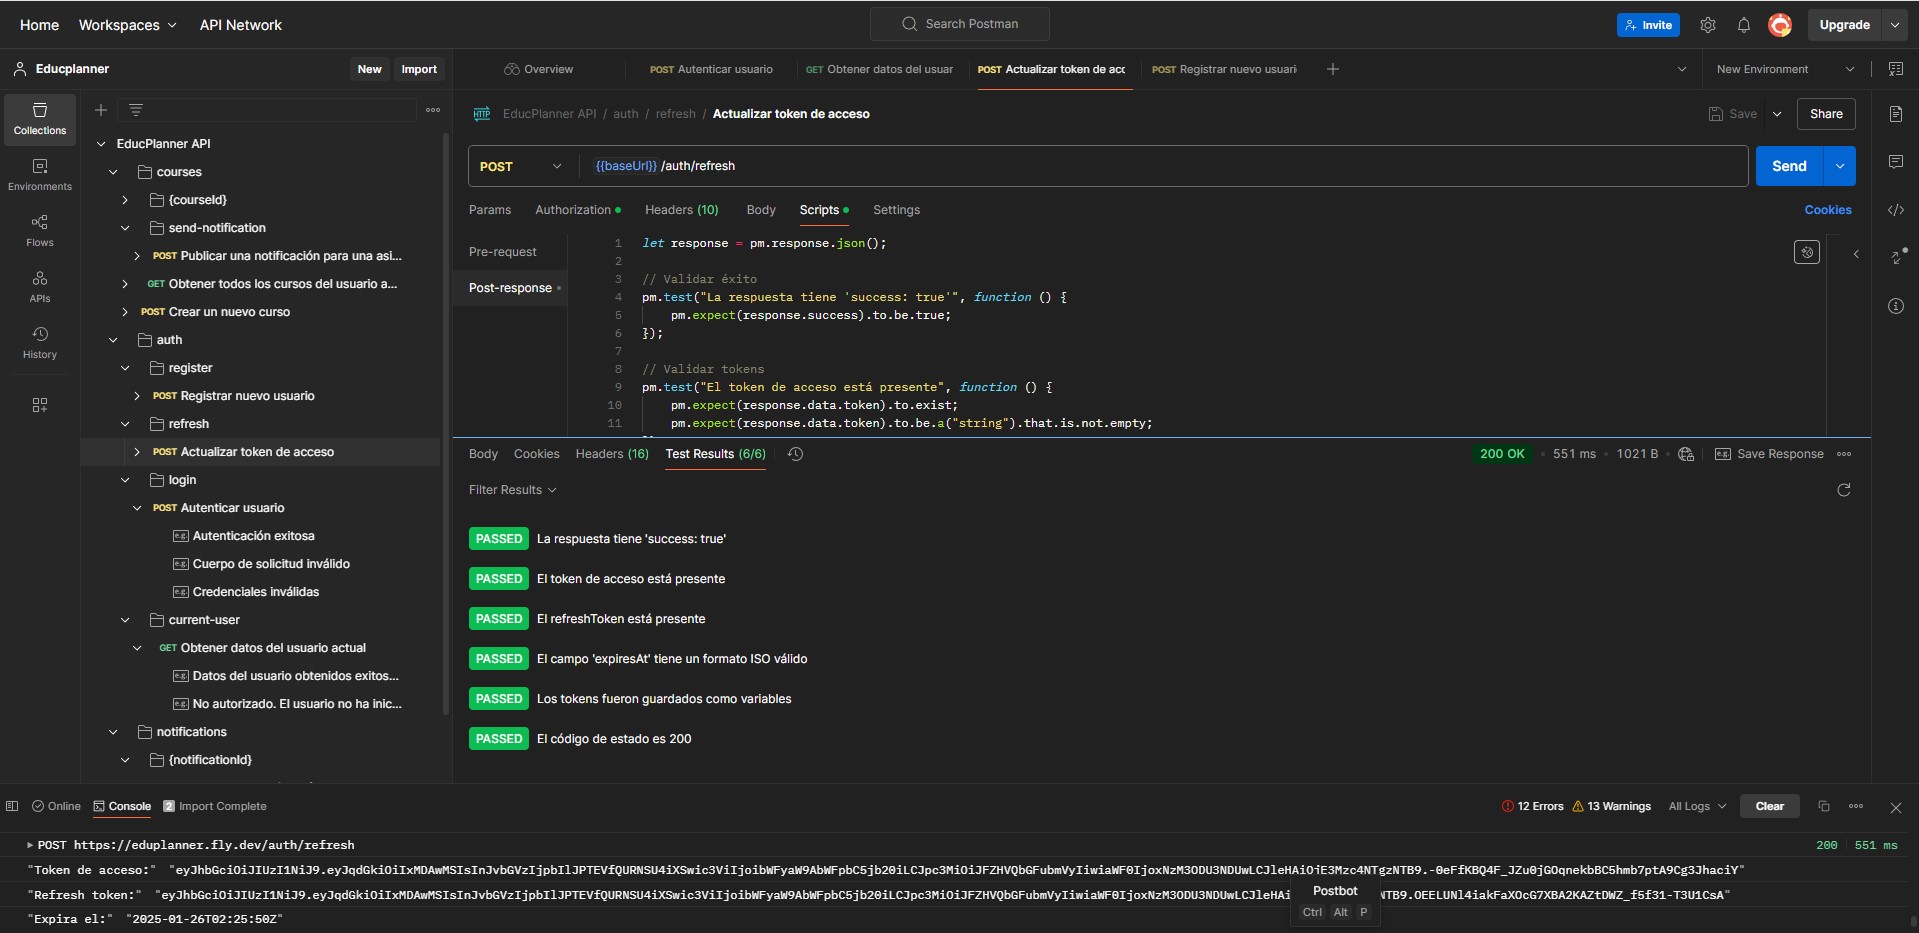 Home Workspaces API Network Search Postman Invite Upgrade
Educplanner New Import Overview POST Autenticar usuario GET Obtener datos del usuar POST Actualizar token de acc POST Registrar nuevo usuari New Environment
Collections
Environments
Flows
APIs
History
EducPlanner API
courses
{courseId}
send-notification
POST Publicar una notificación para una asi...
GET Obtener todos los cursos del usuario a...
POST Crear un nuevo curso
auth
register
POST Registrar nuevo usuario
refresh
POST Actualizar token de acceso
login
POST Autenticar usuario
e.g. Autenticación exitosa
e.g. Cuerpo de solicitud inválido
e.g. Credenciales inválidas
current-user
GET Obtener datos del usuario actual
e.g. Datos del usuario obtenidos exitos...
e.g. No autorizado. El usuario no ha inic...
notifications
{notificationId}
HTTP EducPlanner API / auth / refresh / Actualizar token de acceso Save Share
POST {{baseUrl}} /auth/refresh Send
Params Authorization Headers (10) Body Scripts Settings Cookies
Pre-request
Post-response
1 let response = pm.response.json();
2
3 // Validar éxito
4 pm.test("La respuesta tiene 'success: true'", function () {
5 pm.expect(response.success).to.be.true;
6 });
7
8 // Validar tokens
9 pm.test("El token de acceso está presente", function () {
10 pm.expect(response.data.token).to.exist;
11 pm.expect(response.data.token).to.be.a("string").that.is.not.empty;
Body Cookies Headers (16) Test Results (6/6) 200 OK 551 ms 1021 B e.g. Save Response
Filter Results
PASSED La respuesta tiene 'success: true'
PASSED El token de acceso está presente
PASSED El refreshToken está presente
PASSED El campo 'expiresAt' tiene un formato ISO válido
PASSED Los tokens fueron guardados como variables
PASSED El código de estado es 200
Online Console 2 Import Complete 12 Errors 13 Warnings All Logs Clear
POST https://eduplanner.fly.dev/auth/refresh 200 551 ms
"Token de acceso:"
"Refresh token:"
"Expira el:" "2025-01-26T02:25:50Z"
Postbot
Ctrl Alt P